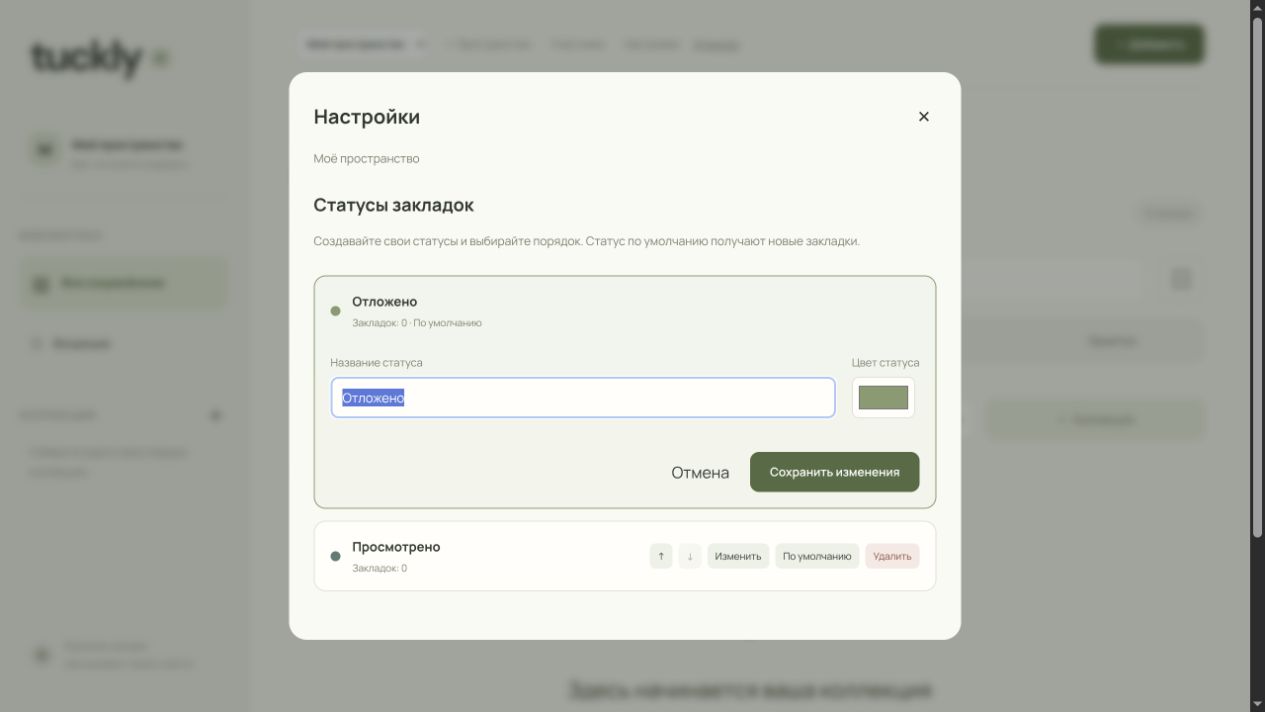 tuckly
Настройки
Моё пространство
Статусы закладок
Создавайте свои статусы и выбирайте порядок. Статус по умолчанию получают новые закладки.
Отложено
Закладок: 0 · По умолчанию
Название статуса
Цвет статуса
Отложено
Отмена
Сохранить изменения
Просмотрено
Закладок: 0
↑ ↓ Изменить По умолчанию Удалить
Здесь начинается ваша коллекция